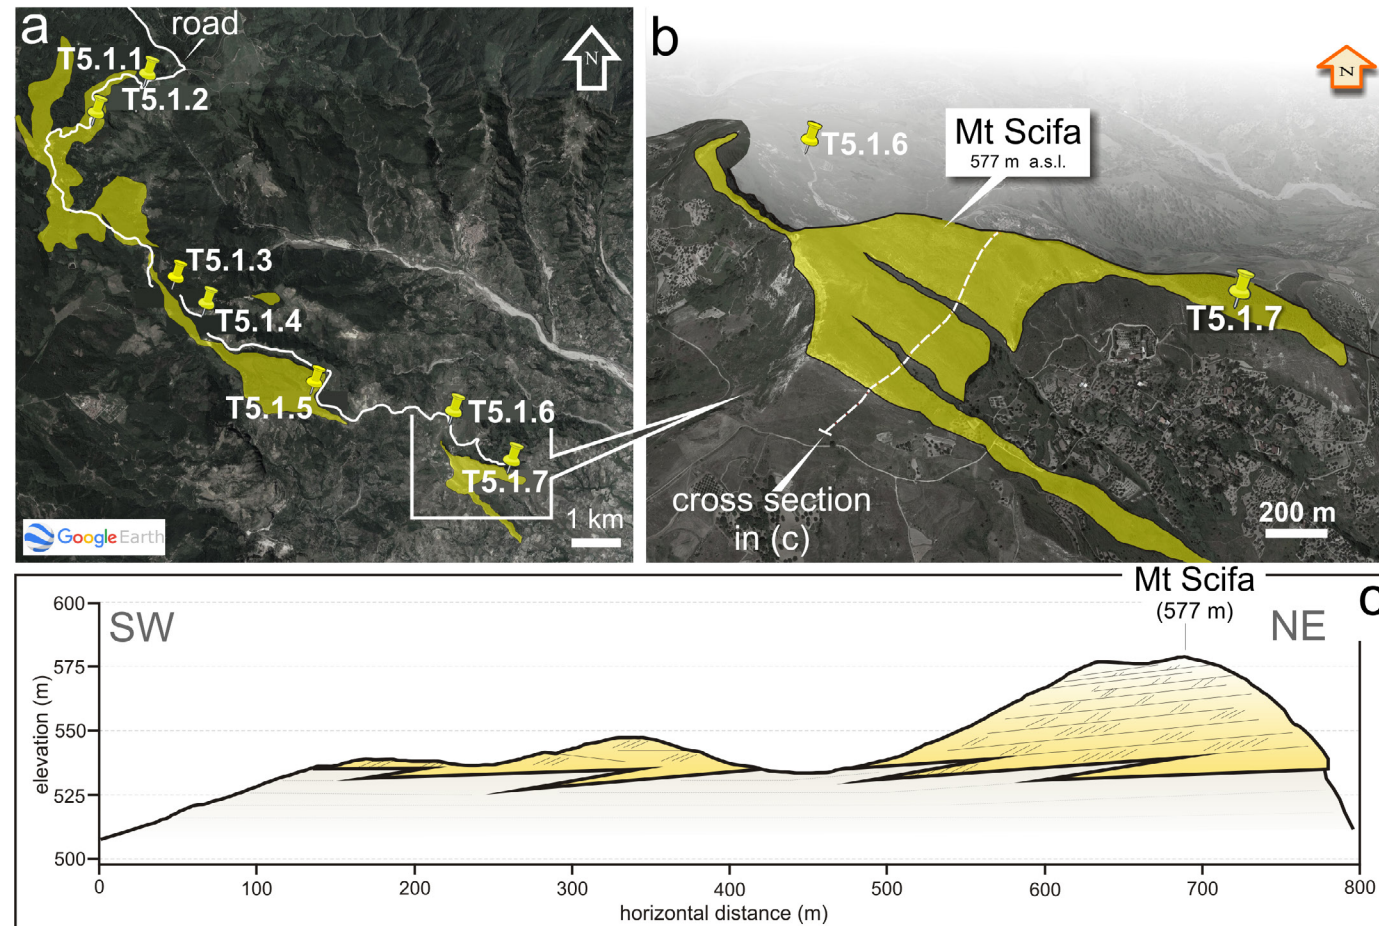 a
road
N
T5.1.1
T5.1.2
T5.1.3
T5.1.4
T5.1.5
T5.1.6
T5.1.7
Google Earth
1 km
b
N
T5.1.6
Mt Scifa
577 m a.s.l.
T5.1.7
cross section
in (c)
200 m
c
Mt Scifa
(577 m)
SW
NE
600
575
550
525
500
elevation (m)
0
100
200
300
400
500
600
700
800
horizontal distance (m)